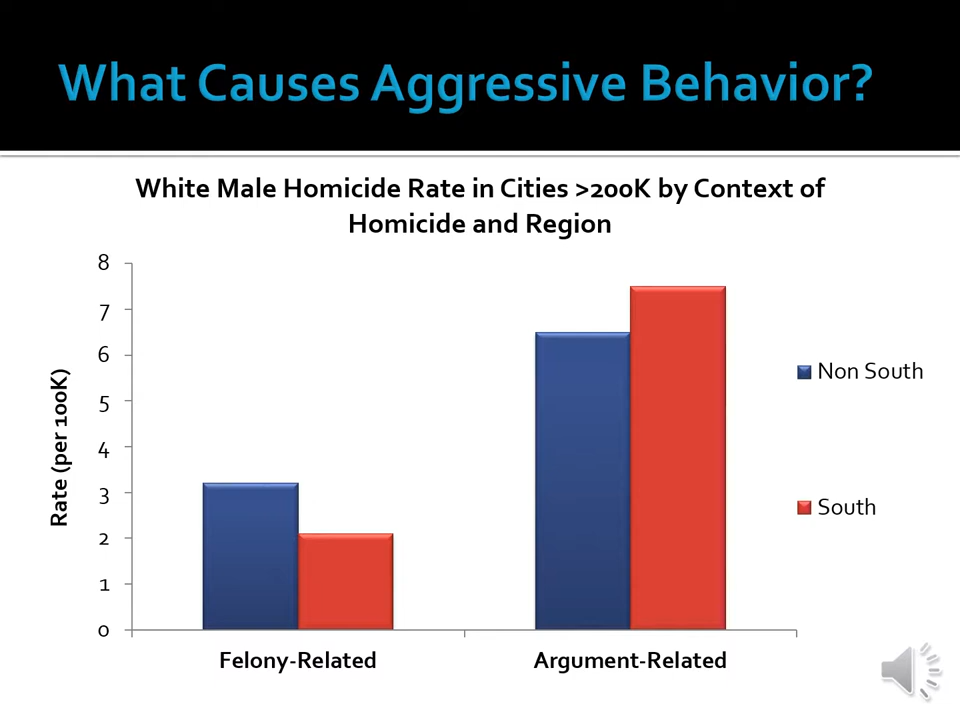 What Causes Aggressive Behavior?
White Male Homicide Rate in Cities >200K by Context of
Homicide and Region
Rate (per 100K)
8
7
6
5
4
3
2
1
0
Felony-Related
Argument-Related
Non South
South